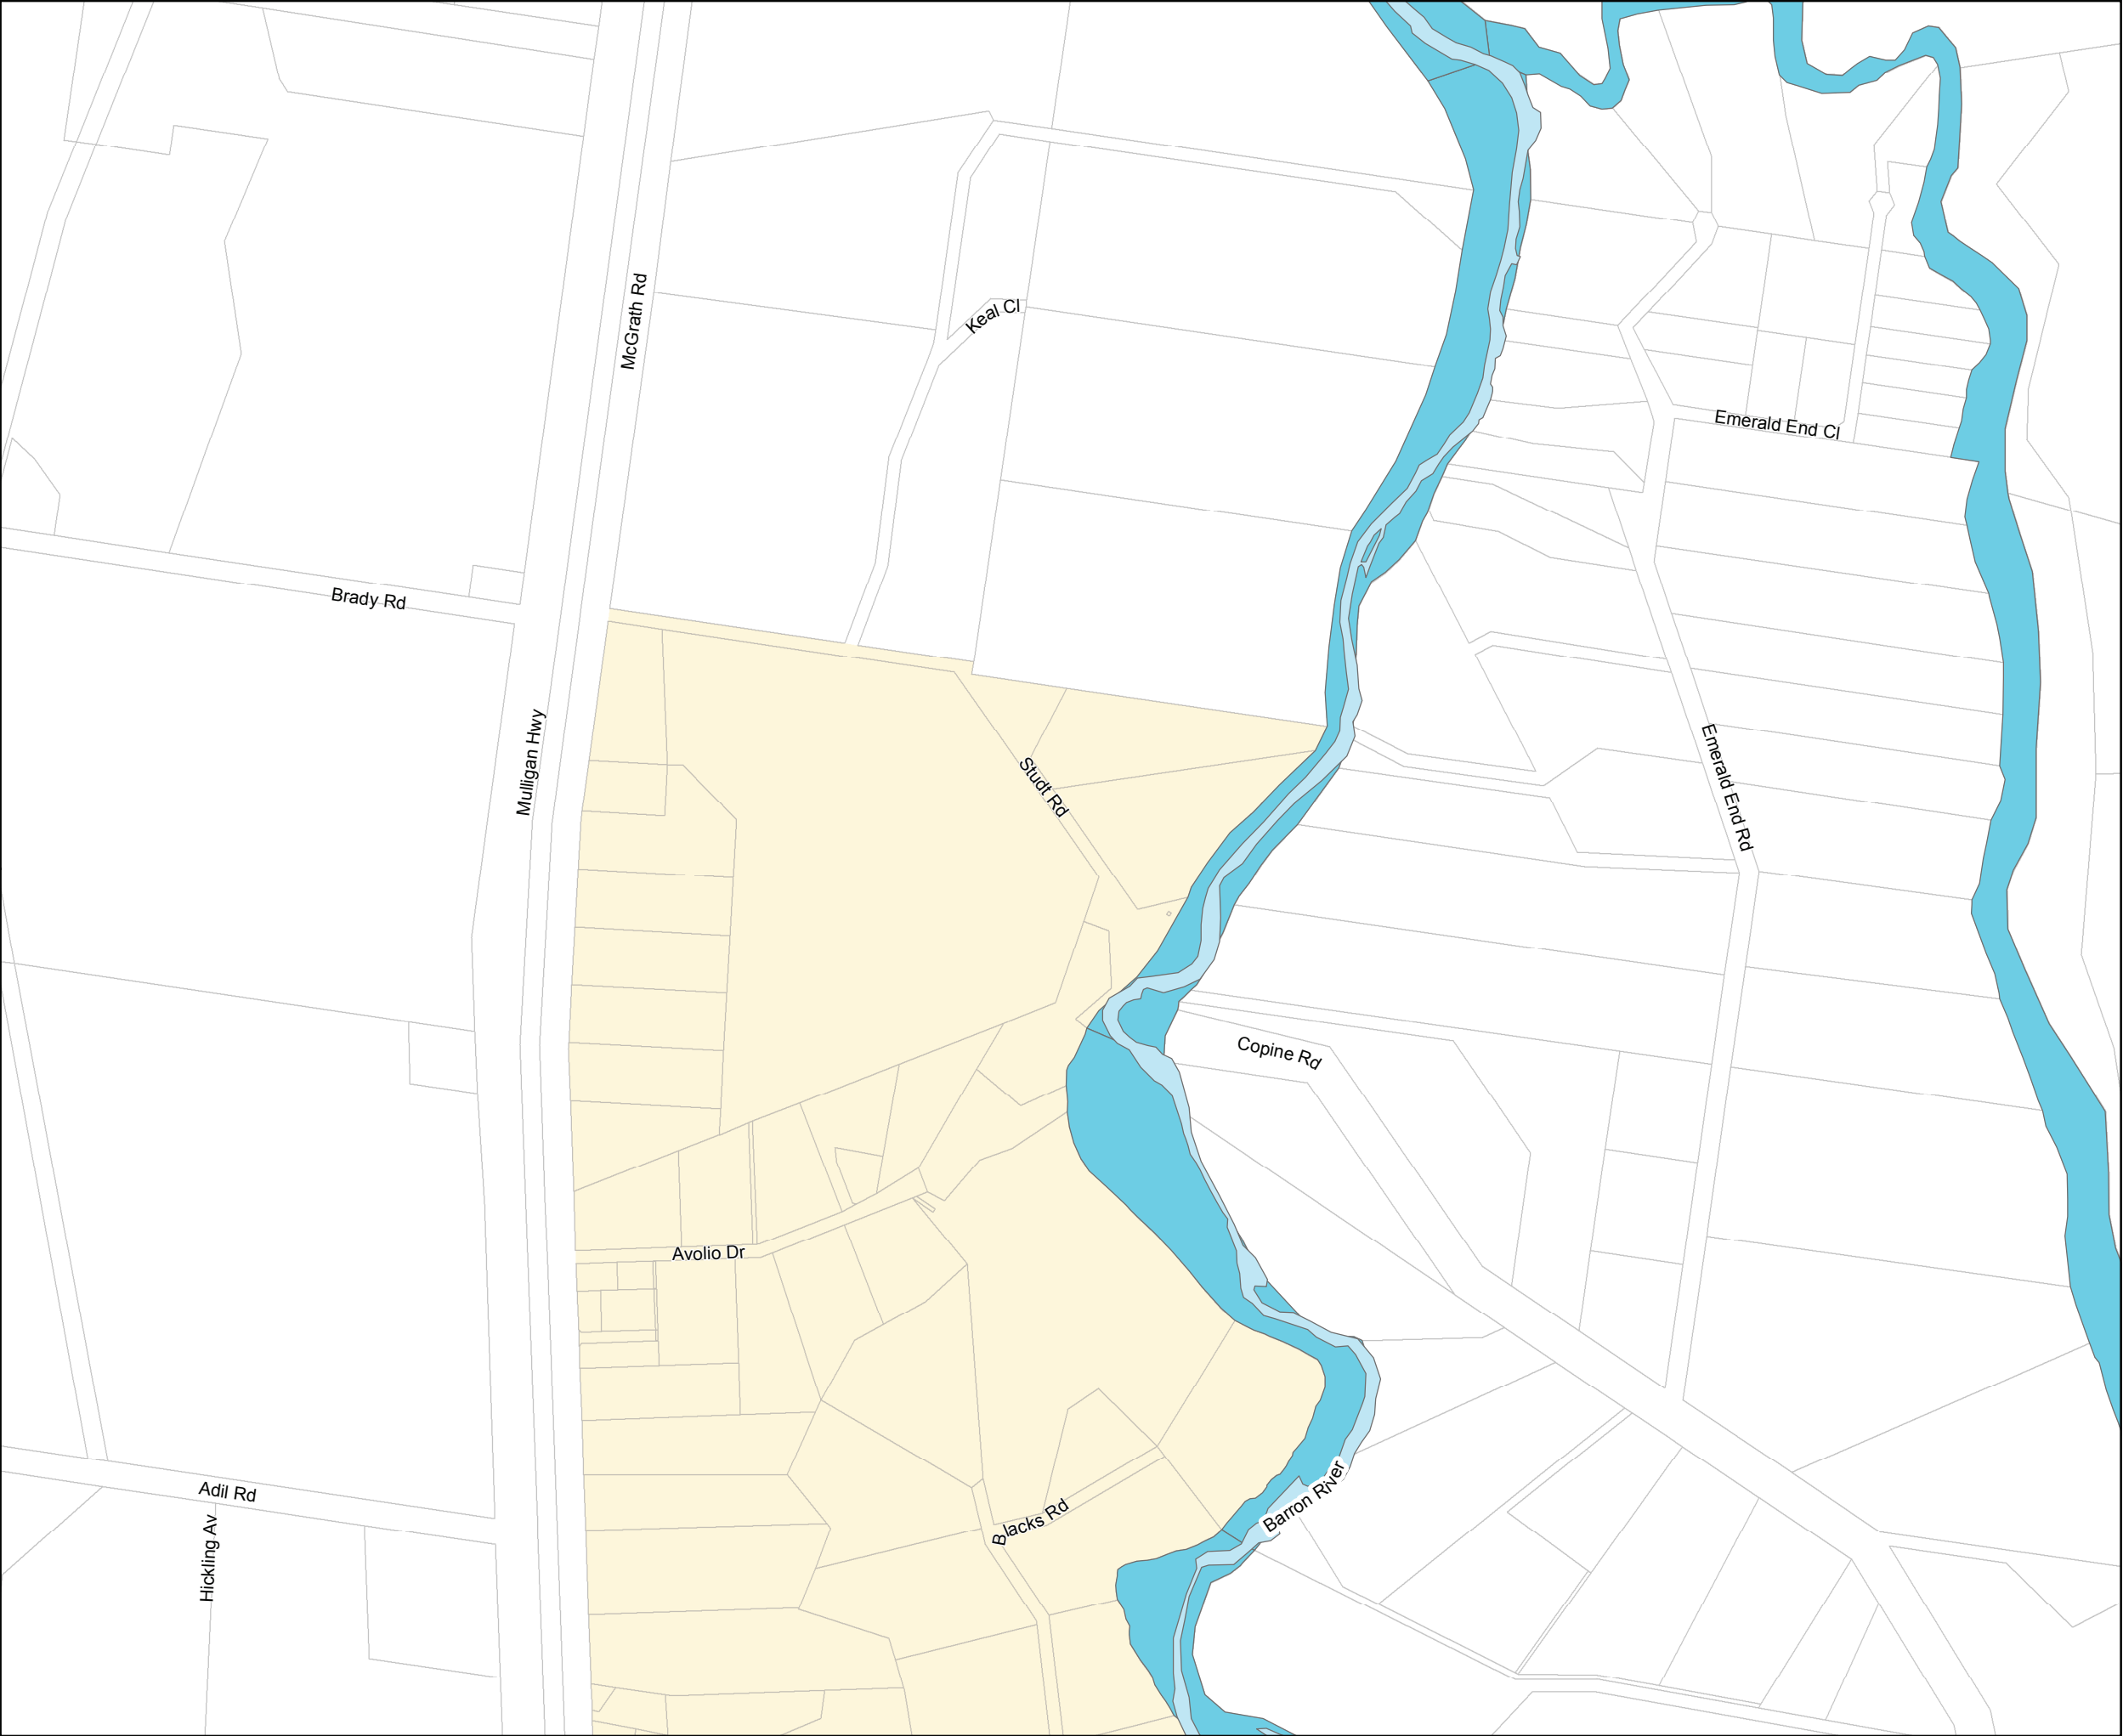 McGrath Rd
Keal Cl
Emerald End Cl
Brady Rd
Mulligan Hwy
Studt Rd
Emerald End Rd
Copine Rd
Avolio Dr
Adil Rd
Hickling Av
Blacks Rd
Barron River